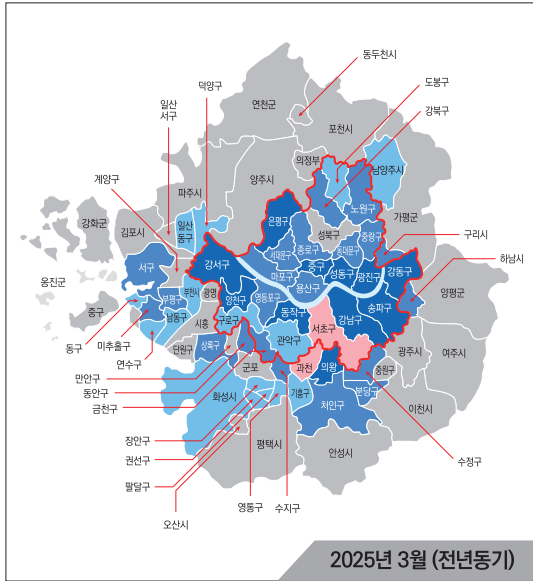 동두천시
도봉구
강북구
덕양구
일산
서구
연천군
포천시
의정부
남양주시
계양구
양주시
파주시
은평구
노원구
가평군
강화군
김포시
일산
동구
성북구
중랑구
구리시
서대문구
종로구
동대문구
하남시
서구
강서구
중구
성동구
광진구
강동구
옹진군
마포구
용산구
양평군
부평구
부천시
광명
양천구
영등포구
송파구
중구
남동구
동작구
강남구
시흥
구로구
서초구
동구
미추홀구
관악구
광주시
여주시
연수구
단원구
상록구
군포
과천
의왕
중원구
만안구
동안구
금천구
화성시
기흥구
분당구
처인구
이천시
수정구
장안구
권선구
팔달구
평택시
안성시
오산시
영통구
수지구
2025년 3월 (전년동기)